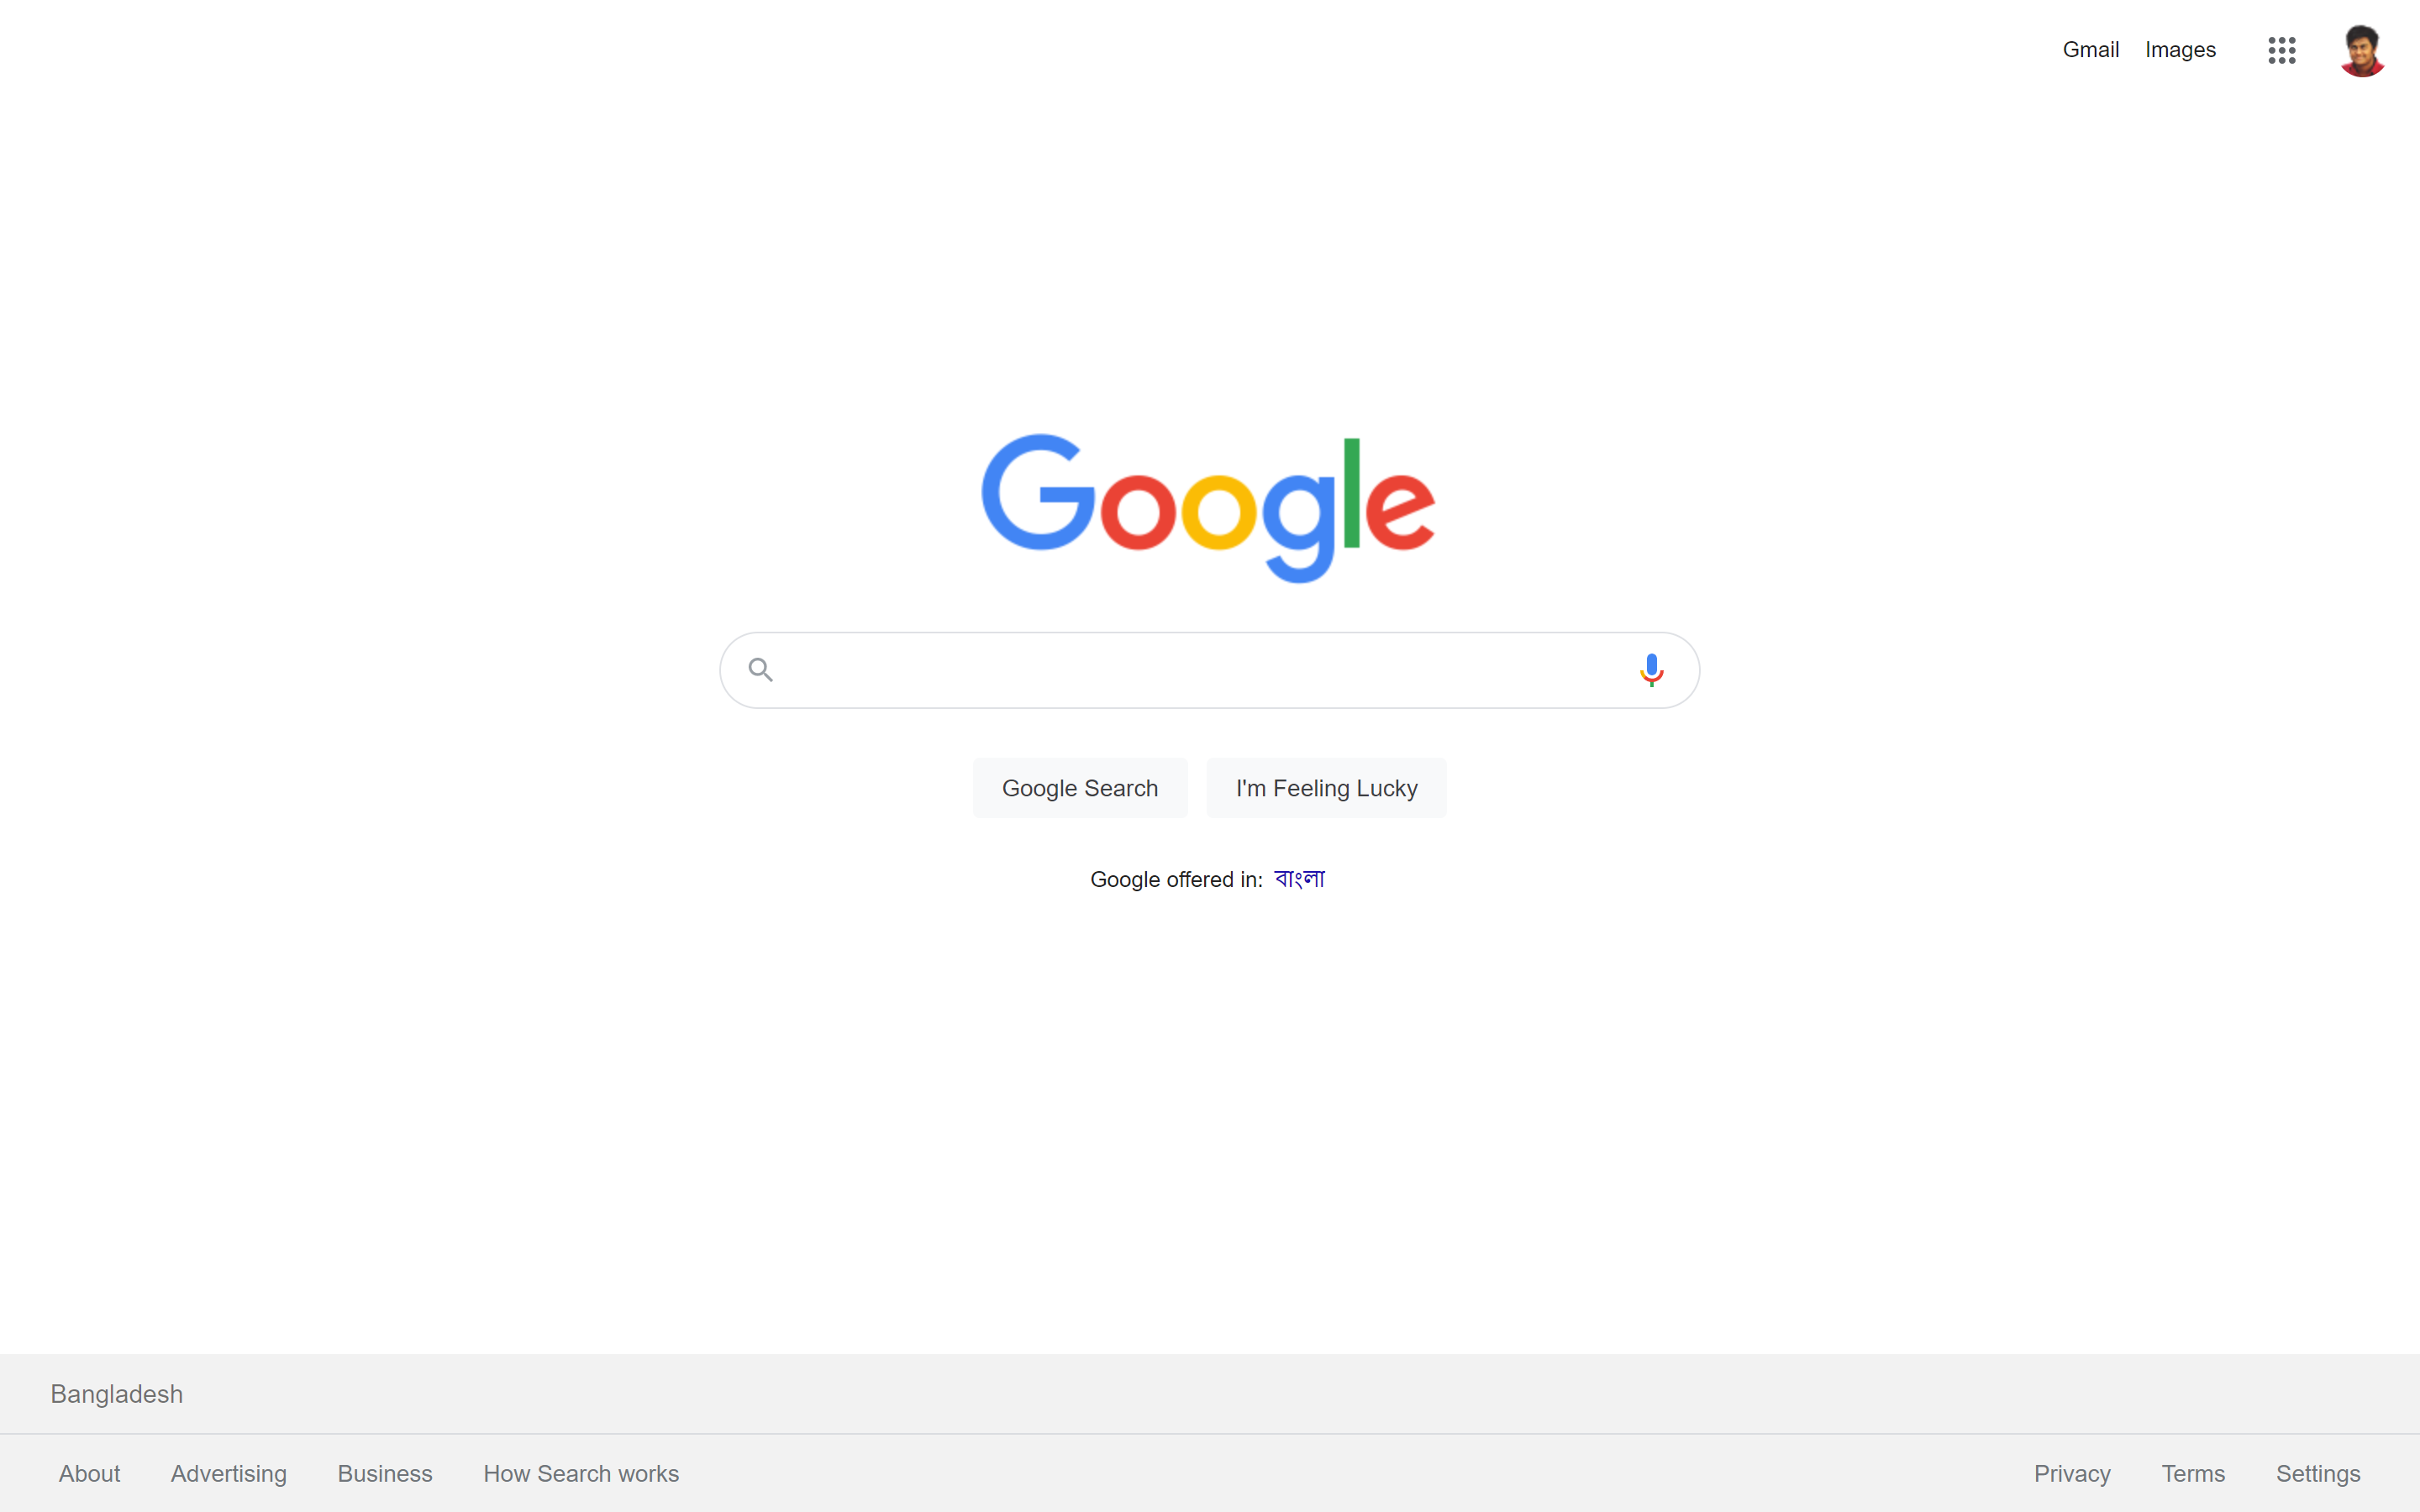 Gmail Images
Google
Google Search I'm Feeling Lucky
Google offered in: বাংলা
Bangladesh
About Advertising Business How Search works Privacy Terms Settings